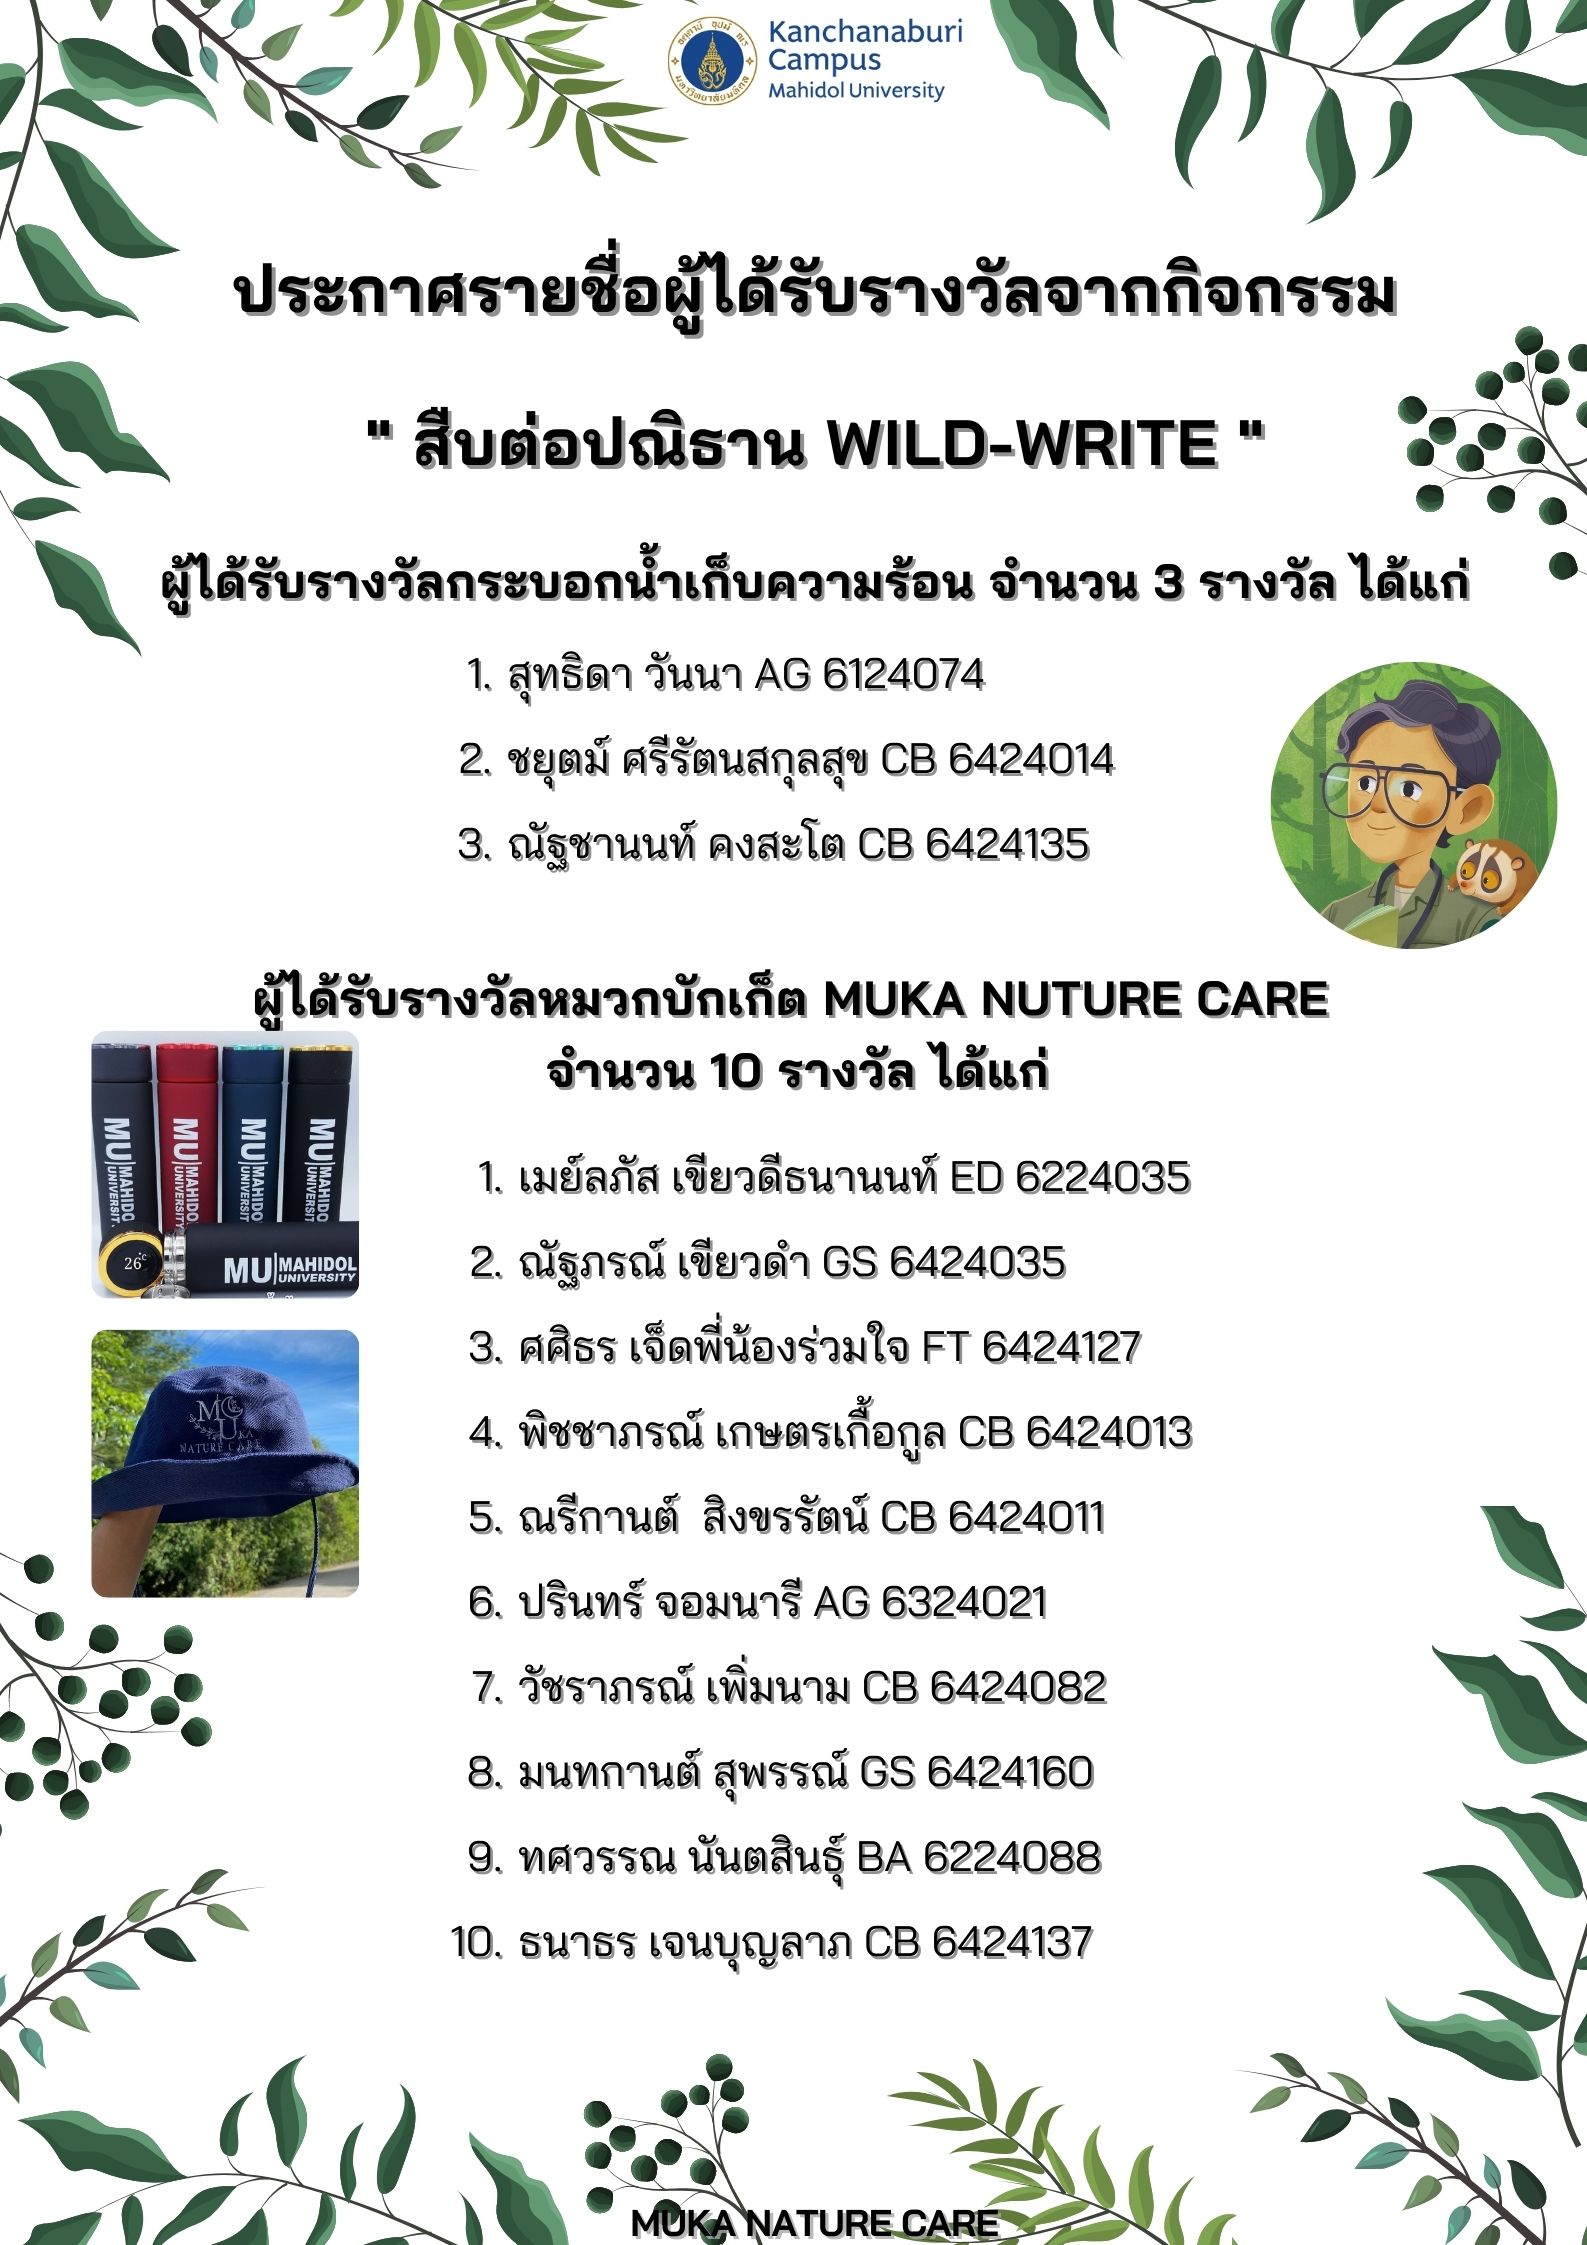 Kanchanaburi
Campus
Mahidol University
ประกาศรายชื่อผู้ได้รับรางวัลจากกิจกรรม
" สืบต่อปณิธาน WILD-WRITE "
ผู้ได้รับรางวัลกระบอกน้ำเก็บความร้อน จำนวน 3 รางวัล ได้แก่
1. สุทธิดา วันนา AG 6124074
2. ชยุตม์ ศรีรัตนสกุลสุข CB 6424014
3. ณัฐชานนท์ คงสะโต CB 6424135
ผู้ได้รับรางวัลหมวกบักเก็ต MUKA NUTURE CARE
จำนวน 10 รางวัล ได้แก่
MU MAHIDOL UNIVERSITY
MU MAHIDOL UNIVERSITY
MU MAHIDOL UNIVERSITY
MU MAHIDOL UNIVERSITY
26°c
MU MAHIDOL
UNIVERSITY
MUKA
NATURE CARE
1. เมย์ลภัส เขียวดีธนานนท์ ED 6224035
2. ณัฐภรณ์ เขียวดำ GS 6424035
3. ศศิธร เจ็ดพี่น้องร่วมใจ FT 6424127
4. พิชชาภรณ์ เกษตรเกื้อกูล CB 6424013
5. ณรีกานต์  สิงขรรัตน์ CB 6424011
6. ปรินทร์ จอมนารี AG 6324021
7. วัชราภรณ์ เพิ่มนาม CB 6424082
8. มนทกานต์ สุพรรณ์ GS 6424160
9. ทศวรรณ นันตสินธุ์ BA 6224088
10. ธนาธร เจนบุญลาภ CB 6424137
MUKA NATURE CARE